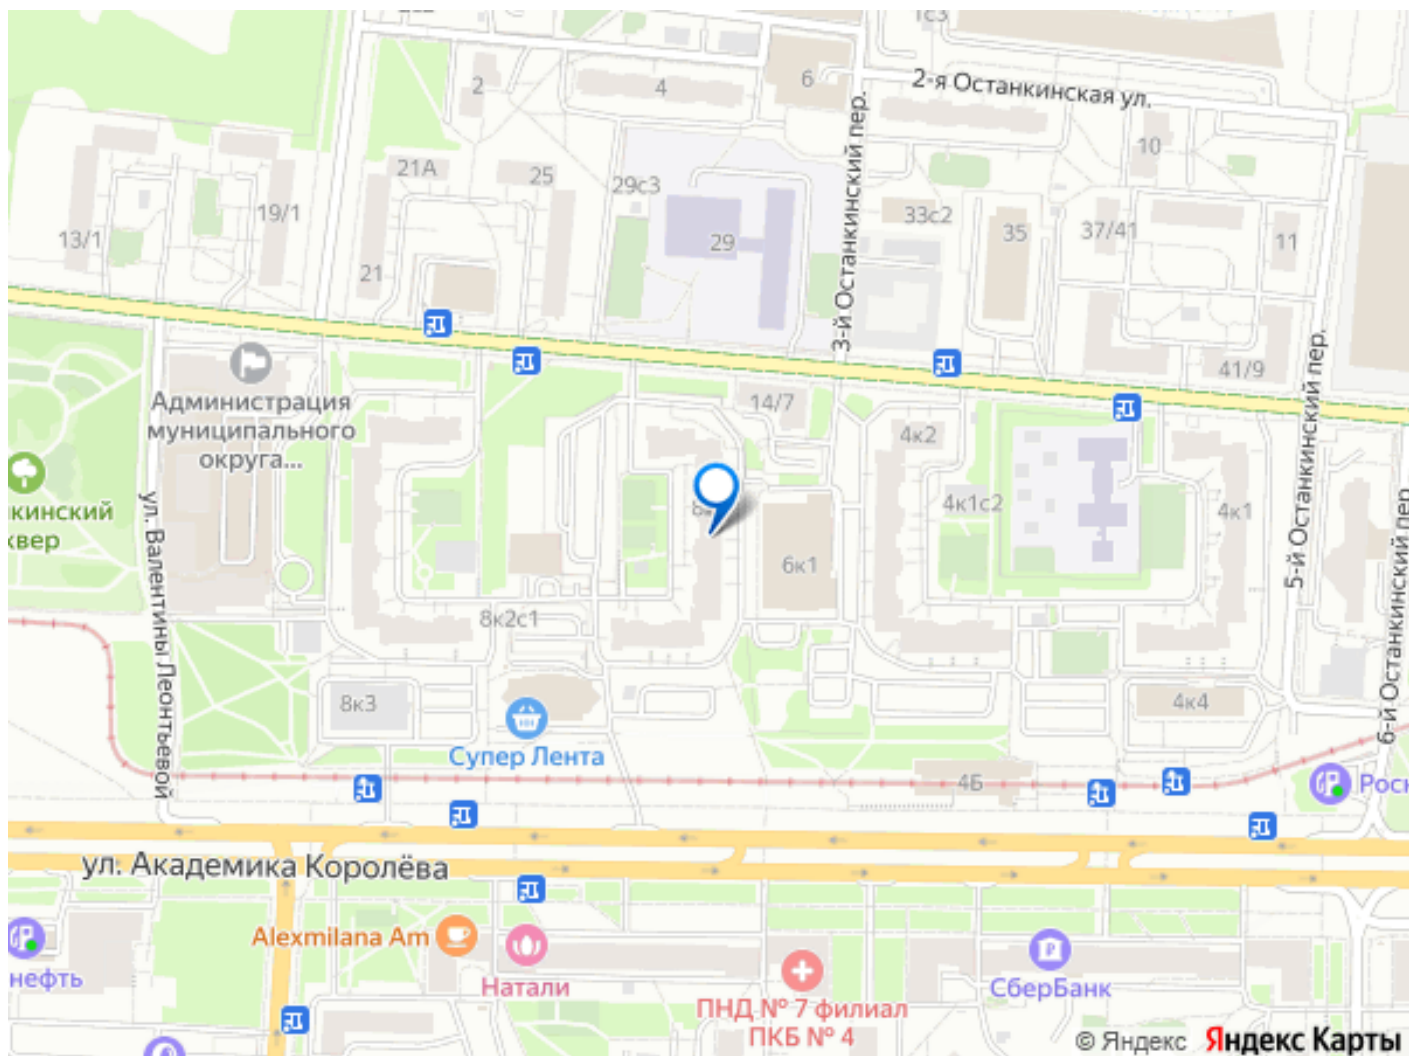 1с3
2
4
6
2-я Останкинская ул.
10
21А
25
29с3
3-й Останкинский пер.
33с2
35
37/41
11
19/1
13/1
29
21
5-й Останкинский пер.
41/9
14/7
Администрация
муниципального
округа...
4к2
4к1с2
4к1
кинский
квер
ул. Валентины Леонтьевой
6к1
8к2с1
6-й Останкинский пер.
8к3
4к4
Супер Лента
4Б
Роск
ул. Академика Королёва
Alexmilana Am
нефть
Натали
СберБанк
ПНД № 7 филиал
ПКБ № 4
© Яндекс Яндекс Карты